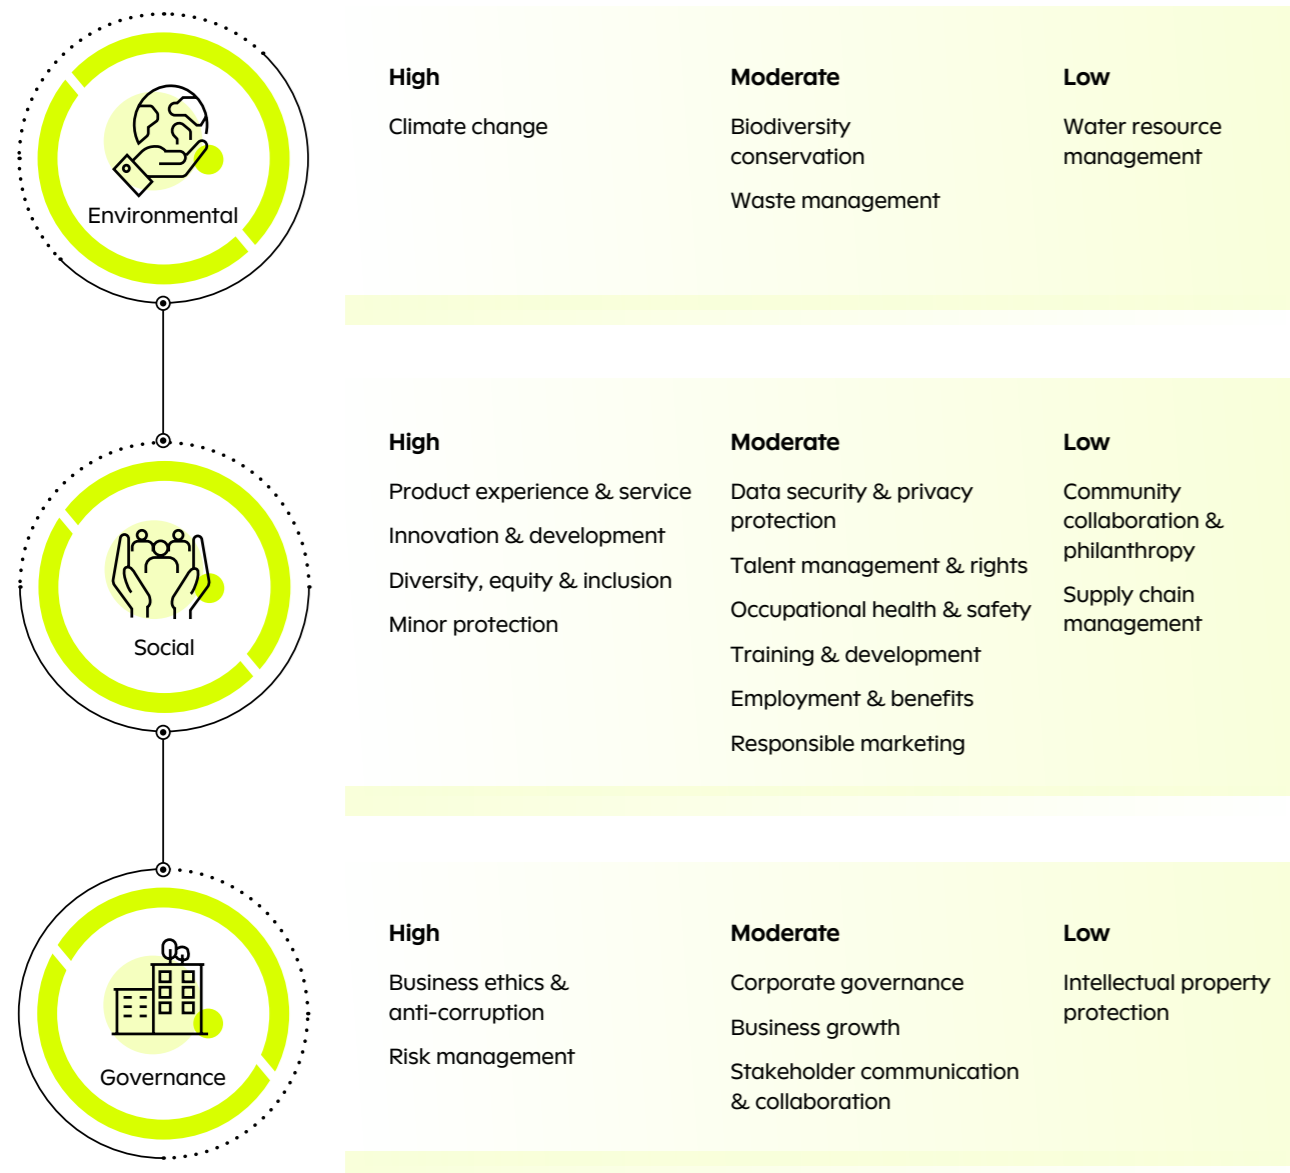 Environmental
High
Climate change
Moderate
Biodiversity
conservation
Waste management
Low
Water resource
management
Social
High
Product experience & service
Innovation & development
Diversity, equity & inclusion
Minor protection
Moderate
Data security & privacy
protection
Talent management & rights
Occupational health & safety
Training & development
Employment & benefits
Responsible marketing
Low
Community
collaboration &
philanthropy
Supply chain
management
Governance
High
Business ethics &
anti-corruption
Risk management
Moderate
Corporate governance
Business growth
Stakeholder communication
& collaboration
Low
Intellectual property
protection